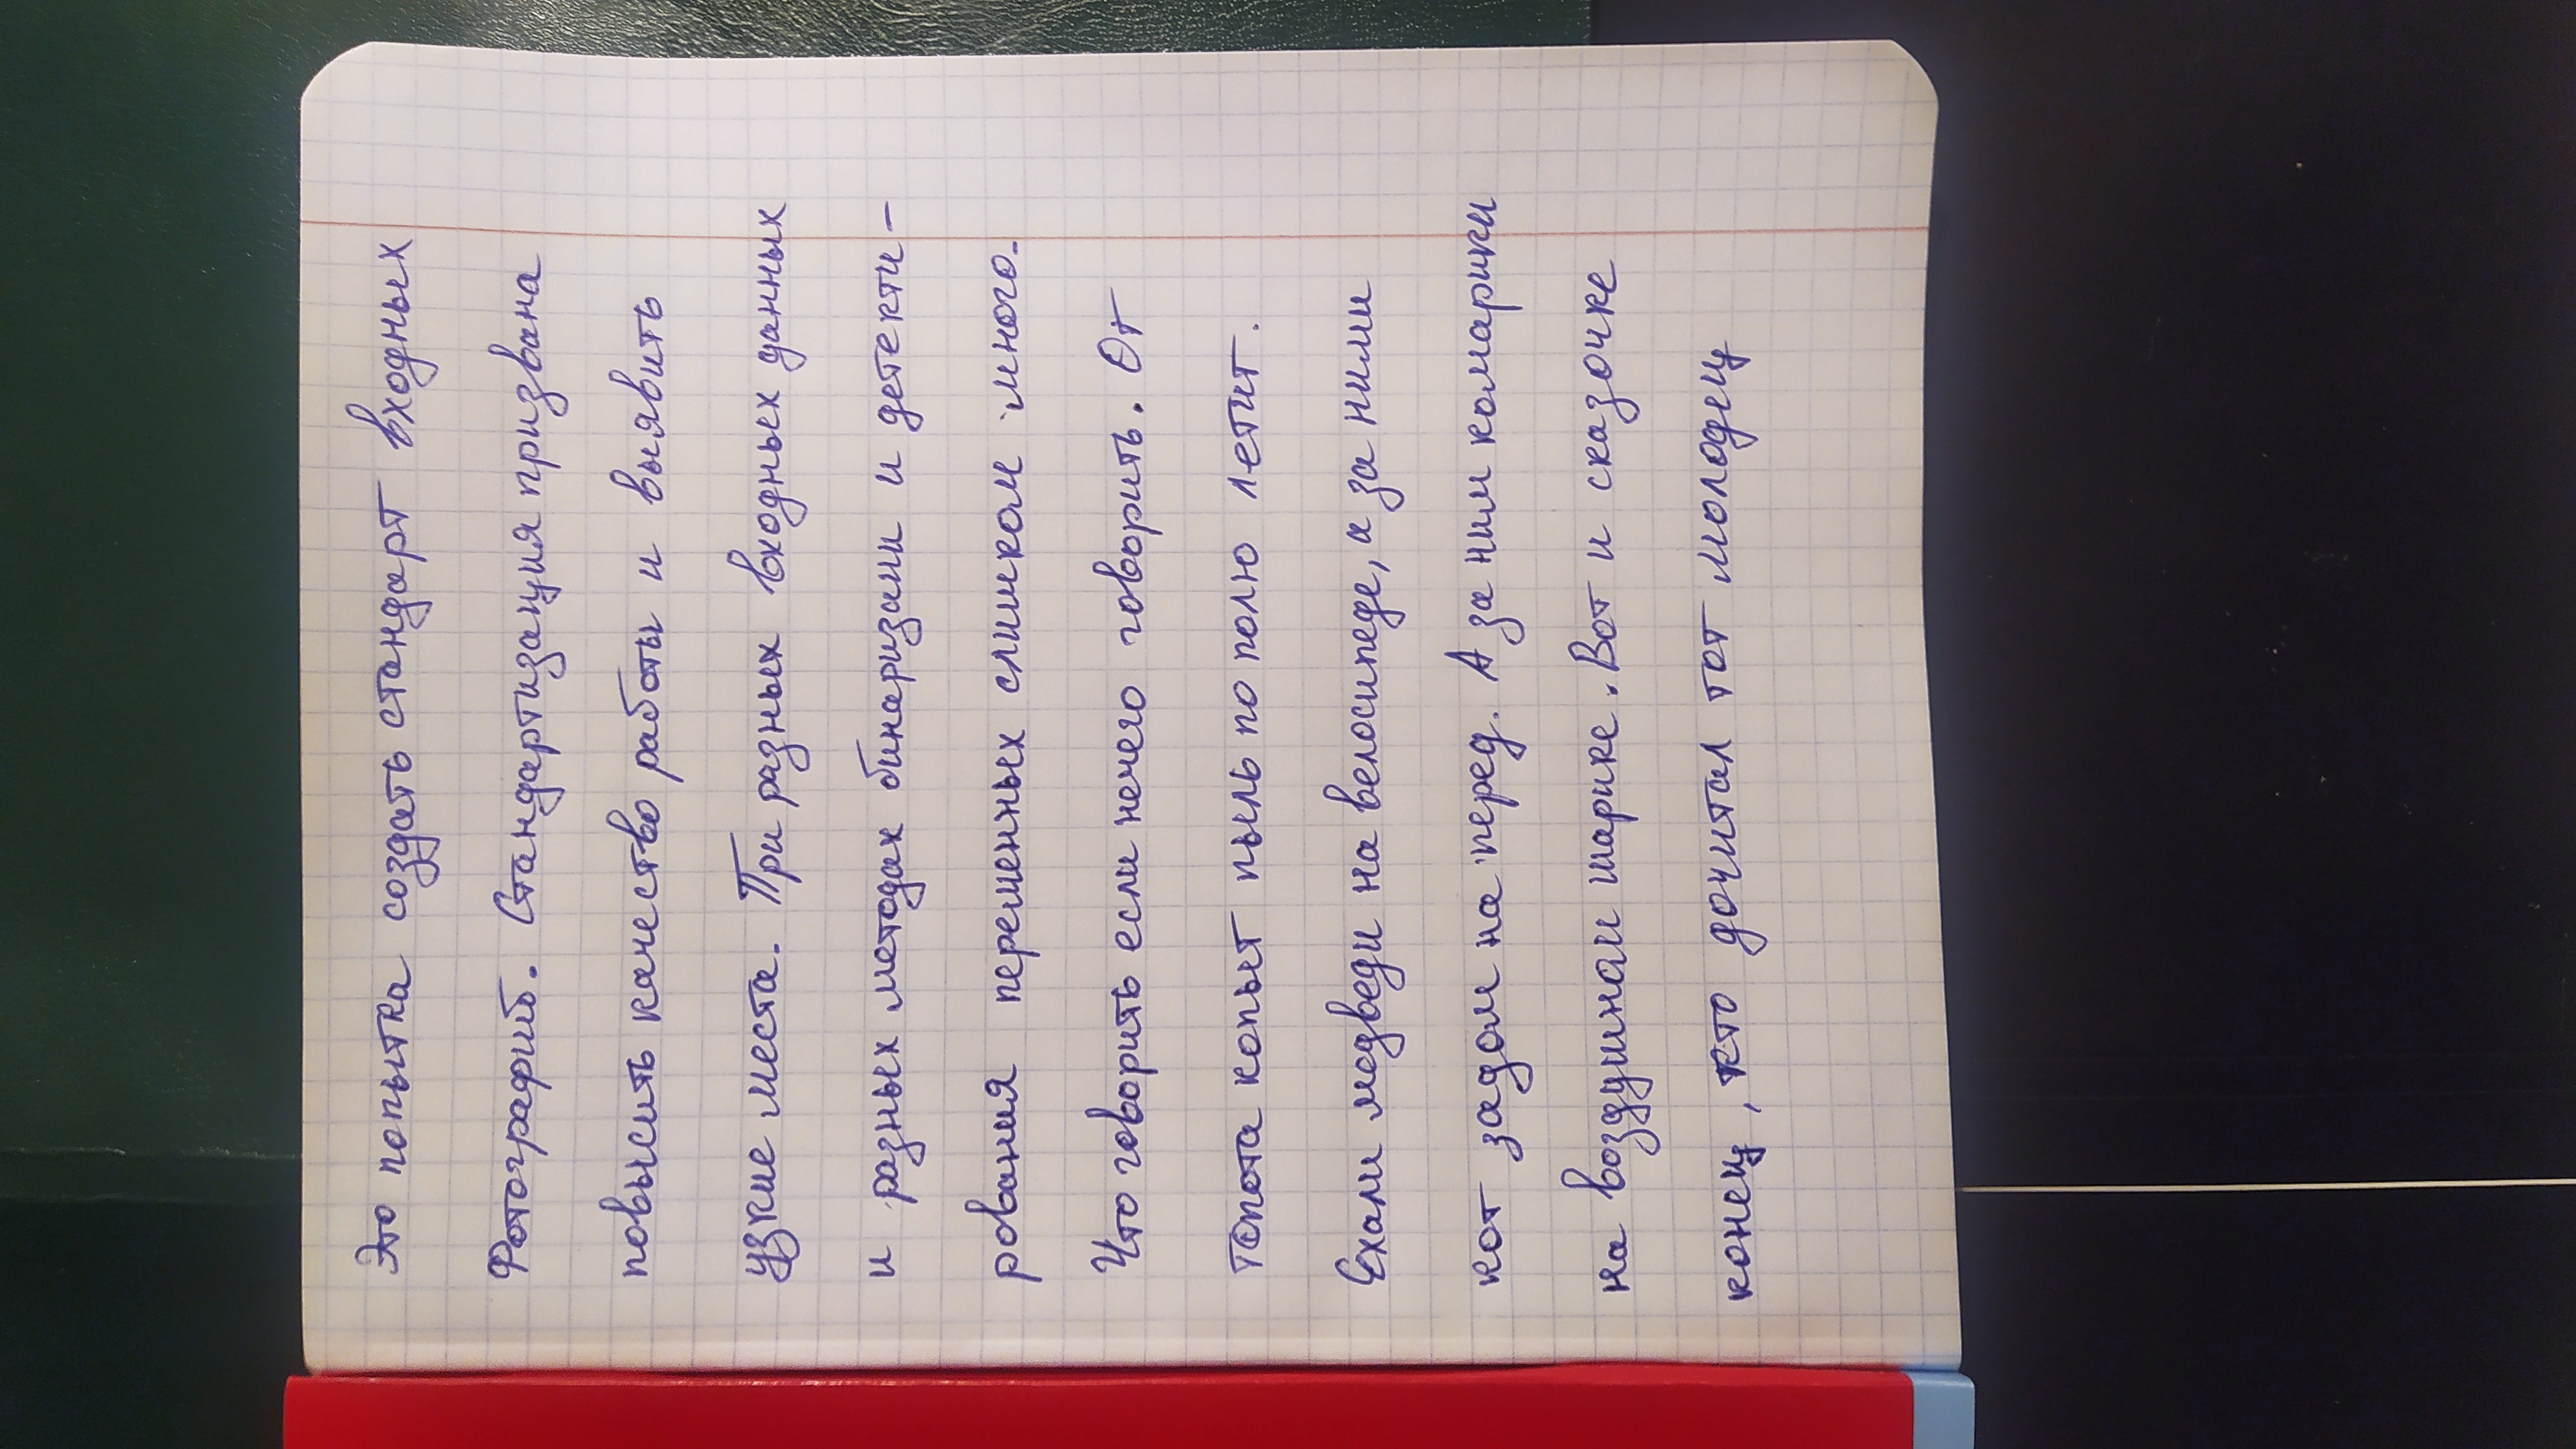 Это попытка создать стандарт входных
Фотографий. Стандартизация призвана
повысить качество работы и выявить
узкие места. При разных входных данных
и разных методах бинаризации и детекти-
рования переменных слишком много.
Что говорить если нечего говорить. От
топота копыт пыль по полю летит.
Ехали медведи на велосипеде, а за ними
кот задом на перед. А за ним комарики
на воздушном шарике. Вот и сказочке
конец, кто дочитал тот молодец